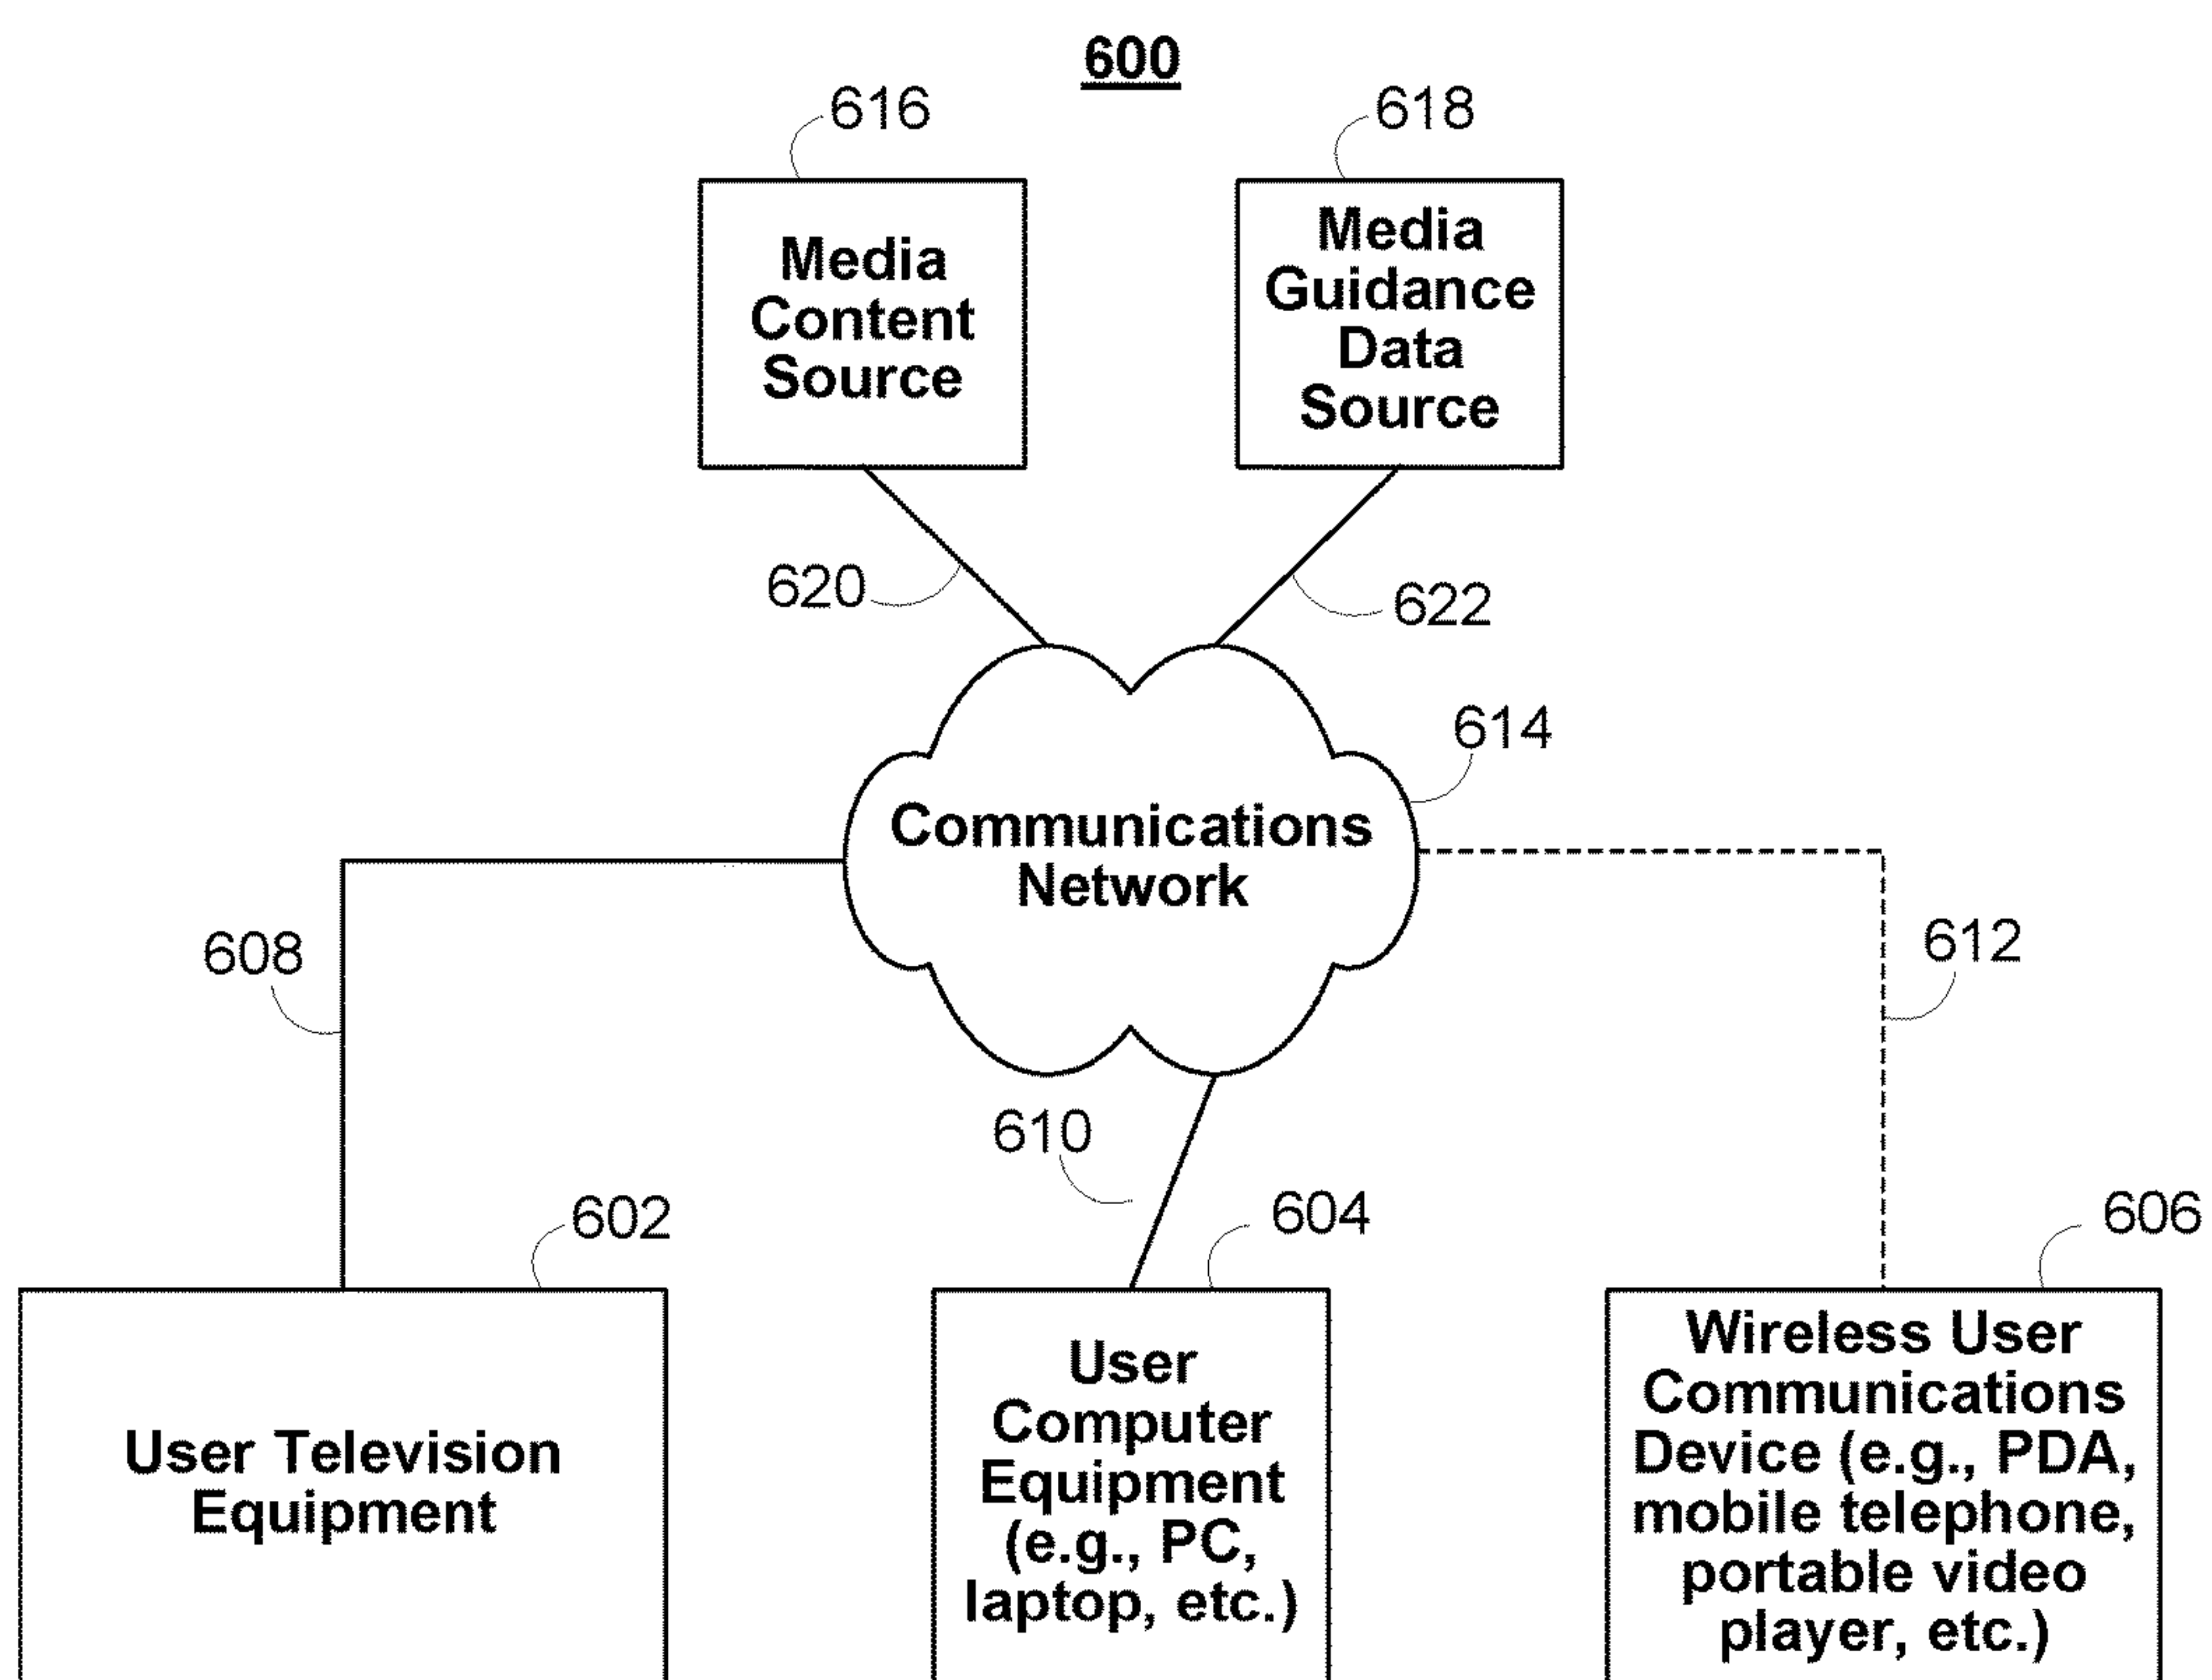 600
616
618
Media
Content
Source
Media
Guidance
Data
Source
620
622
614
Communications
Network
608
612
610
602
604
606
User Television
Equipment
User
Computer
Equipment
(e.g., PC,
laptop, etc.)
Wireless User
Communications
Device (e.g., PDA,
mobile telephone,
portable video
player, etc.)